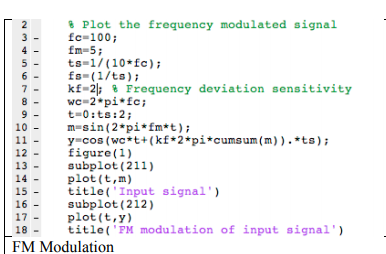 2 % Plot the frequency modulated signal
3 - fc=100;
4 - fm=5;
5 - ts=1/(10*fc);
6 - fs=(1/ts);
7 - kf=2; % Frequency deviation sensitivity
8 - wc=2*pi*fc;
9 - t=0:ts:2;
10 - m=sin(2*pi*fm*t);
11 - y=cos(wc*t+(kf*2*pi*cumsum(m)).*ts);
12 - figure(1)
13 - subplot(211)
14 - plot(t,m)
15 - title('Input signal')
16 - subplot(212)
17 - plot(t,y)
18 - title('FM modulation of input signal')
FM Modulation